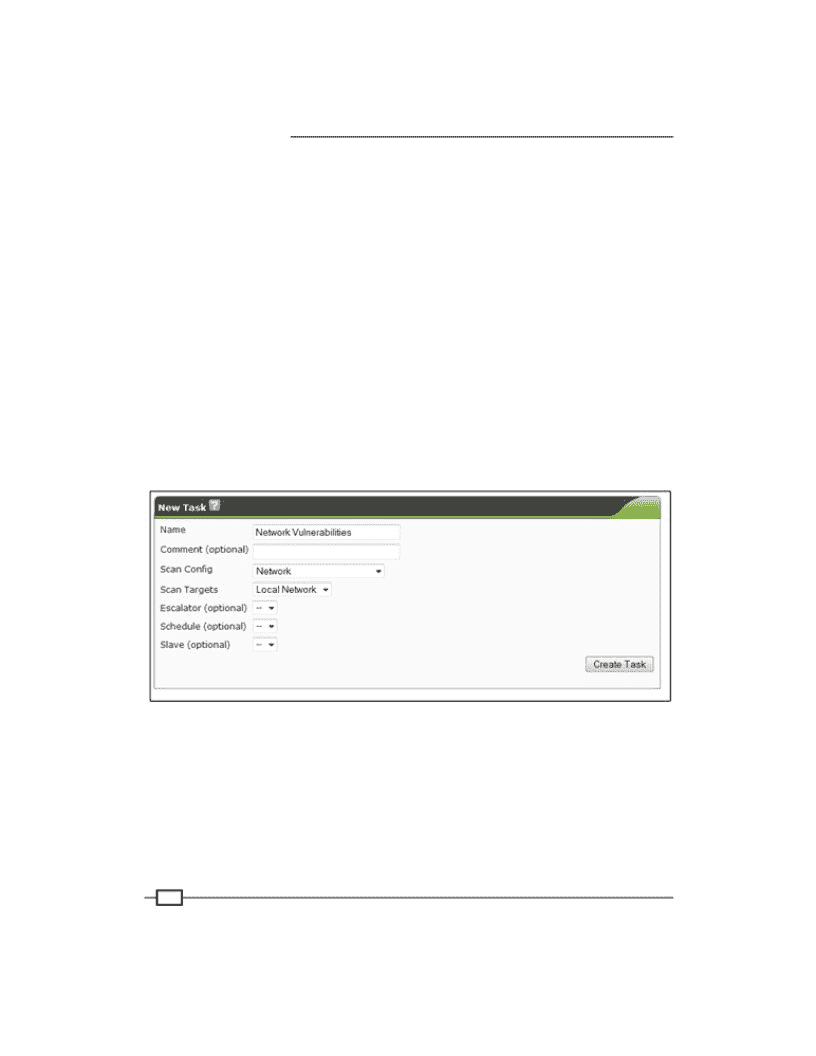 New Task ?
Name Network Vulnerabilities
Comment (optional)
Scan Config Network
Scan Targets Local Network
Escalator (optional) --
Schedule (optional) --
Slave (optional) --
Create Task